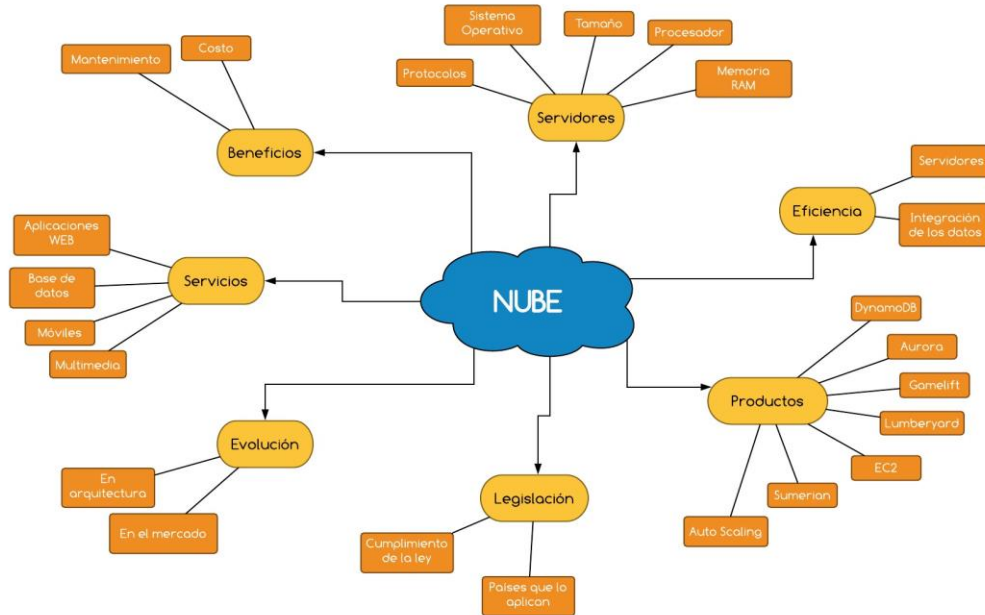 Sistema
Operativo
Tamaño
Procesador
Costo
Mantenimiento
Protocolos
Memoria
RAM
Servidores
Beneficios
Servidores
Eficiencia
Integración
de los datos
Aplicaciones
WEB
Base de
datos
Servicios
Móviles
Multimedia
NUBE
DynamoDB
Aurora
Gamelift
Productos
Lumberyard
EC2
Sumerian
Auto Scaling
Evolución
En
arquitectura
En el mercado
Legislación
Cumplimiento
de la ley
Países que lo
aplican